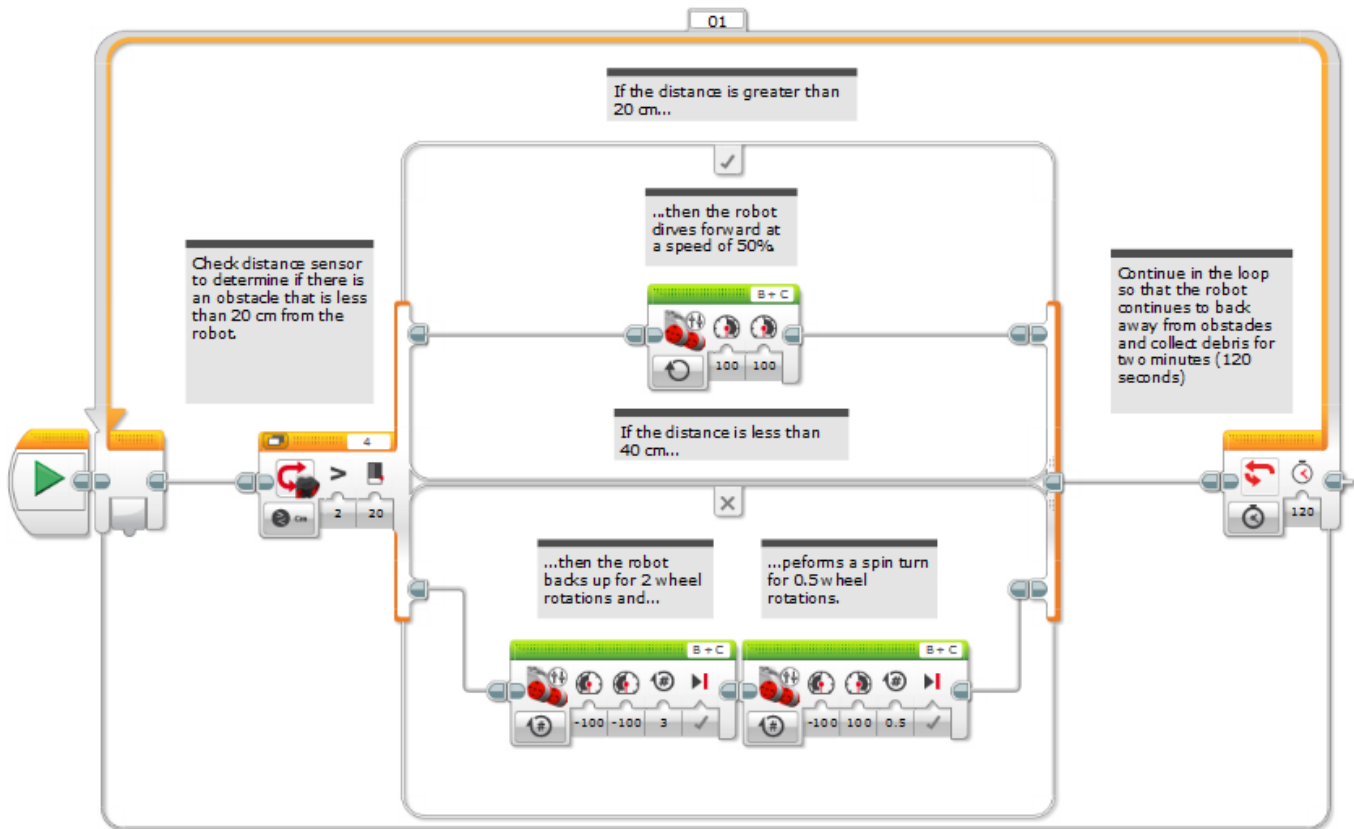 01
If the distance is greater than
20 cm...
...then the robot
dirves forward at
a speed of 50%.
Check distance sensor
to determine if there is
an obstacle that is less
than 20 cm from the
robot.
B + C
100 100
Continue in the loop
so that the robot
continues to back
away from obstacles
and collect debris for
two minutes (120
seconds)
If the distance is less than
40 cm...
4
>
Cm 2 20
120
...then the robot
backs up for 2 wheel
rotations and...
...peforms a spin turn
for 0.5 wheel
rotations.
B + C
# 
# -100 -100 3
B + C
#
# -100 100 0.5